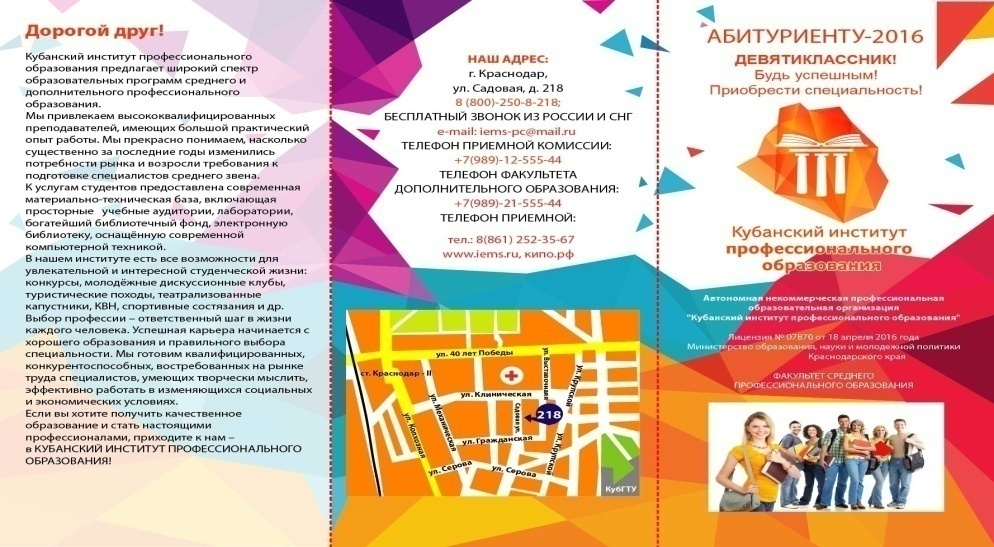 Дорогой друг!
Кубанский институт профессионального
образования предлагает широкий спектр
образовательных программ среднего и
дополнительного профессионального
образования.
Мы привлекаем высококвалифицированных
преподавателей, имеющих большой практический
опыт работы. Мы прекрасно понимаем, насколько
существенно за последние годы изменились
потребности рынка и возросли требования к
подготовке специалистов среднего звена.
К услугам студентов предоставлена современная
материально-техническая база, включающая
просторные учебные аудитории, лаборатории,
богатейший библиотечный фонд, электронную
библиотеку, оснащённую современной
компьютерной техникой.
В нашем институте есть все возможности для
увлекательной и интересной студенческой жизни:
конкурсы, молодёжные дискуссионные клубы,
туристические походы, театрализованные
капустники, КВН, спортивные состязания и др.
Выбор профессии – ответственный шаг в жизни
каждого человека. Успешная карьера начинается с
хорошего образования и правильного выбора
специальности. Мы готовим квалифицированных,
конкурентоспособных, востребованных на рынке
труда специалистов, умеющих творчески мыслить,
эффективно работать в изменяющихся социальных
и экономических условиях.
Если вы хотите получить качественное
образование и стать настоящими
профессионалами, приходите к нам –
в КУБАНСКИЙ ИНСТИТУТ ПРОФЕССИОНАЛЬНОГО
ОБРАЗОВАНИЯ!
НАШ АДРЕС:
г. Краснодар,
ул. Садовая, д. 218
8 (800)-250-8-218;
БЕСПЛАТНЫЙ ЗВОНОК ИЗ РОССИИ И СНГ
e-mail: iems-pc@mail.ru
ТЕЛЕФОН ПРИЕМНОЙ КОМИССИИ:
+7(989)-12-555-44
ТЕЛЕФОН ФАКУЛЬТЕТА
ДОПОЛНИТЕЛЬНОГО ОБРАЗОВАНИЯ:
+7(989)-21-555-44
ТЕЛЕФОН ПРИЕМНОЙ:
тел.: 8(861) 252-35-67
www.iems.ru, кипо.рф
ул. 40 лет Победы
ст. Краснодар - II
ул. Клиническая
ул. Восточный
ул. Крупской
ул. Колхозная
ул. Механическая
Садовая ул.
218
ул. Гражданская
ул. Крупской
ул. Серова
ул. Серова
КубГТУ
АБИТУРИЕНТУ-2016
ДЕВЯТИКЛАССНИК!
Будь успешным!
Приобрести специальность!
Кубанский институт
профессионального
образования
Автономная некоммерческая профессиональная
образовательная организация
"Кубанский институт профессионального образования"
Лицензия № 07870 от 18 апреля 2016 года
Министерство образования, науки и молодежной политики
Краснодарского края
ФАКУЛЬТЕТ СРЕДНЕГО
ПРОФЕССИОНАЛЬНОГО ОБРАЗОВАНИЯ